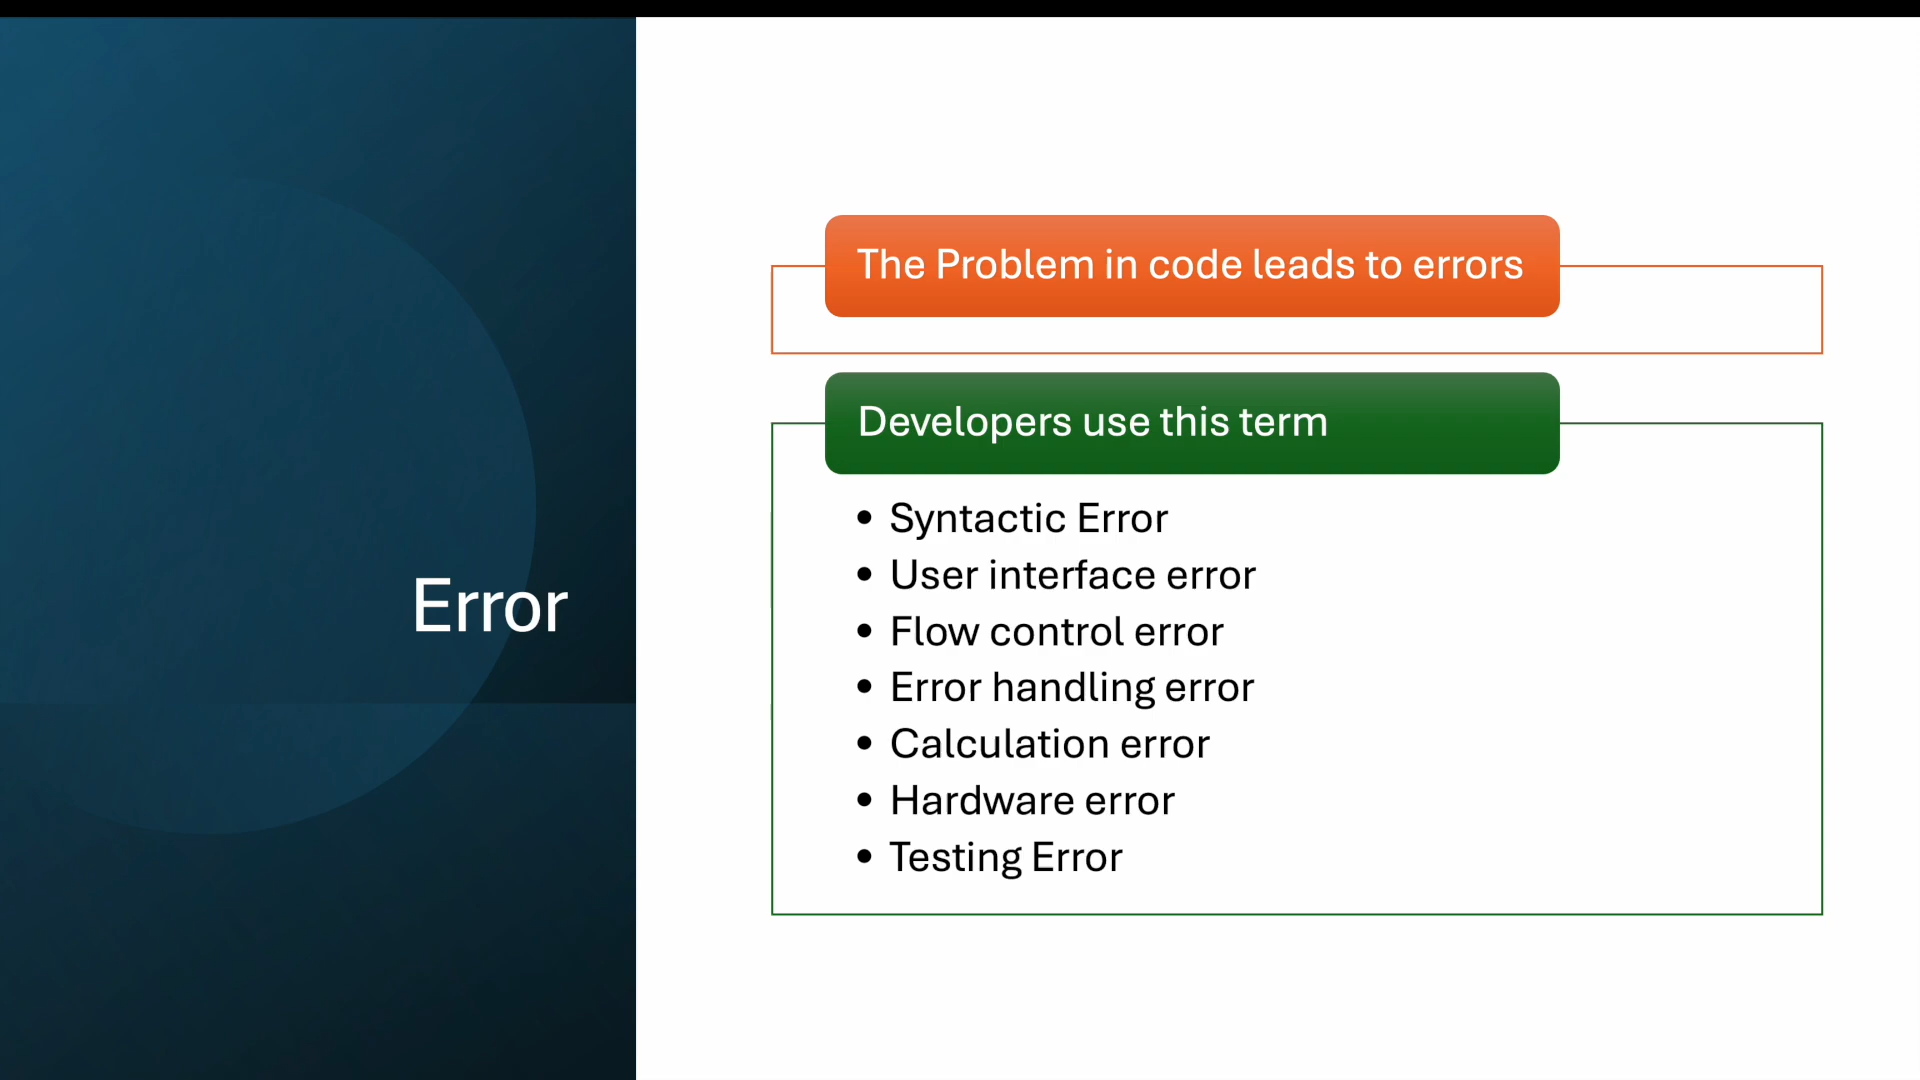 Error
The Problem in code leads to errors
Developers use this term
• Syntactic Error
• User interface error
• Flow control error
• Error handling error
• Calculation error
• Hardware error
• Testing Error